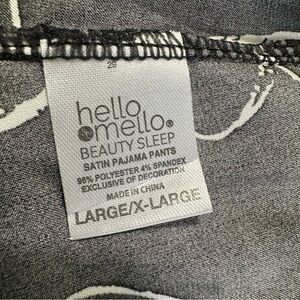 29
hello
mello®
BEAUTY SLEEP
SATIN PAJAMA PANTS
96% POLYESTER 4% SPANDEX
EXCLUSIVE OF DECORATION
MADE IN CHINA
LARGE/X-LARGE